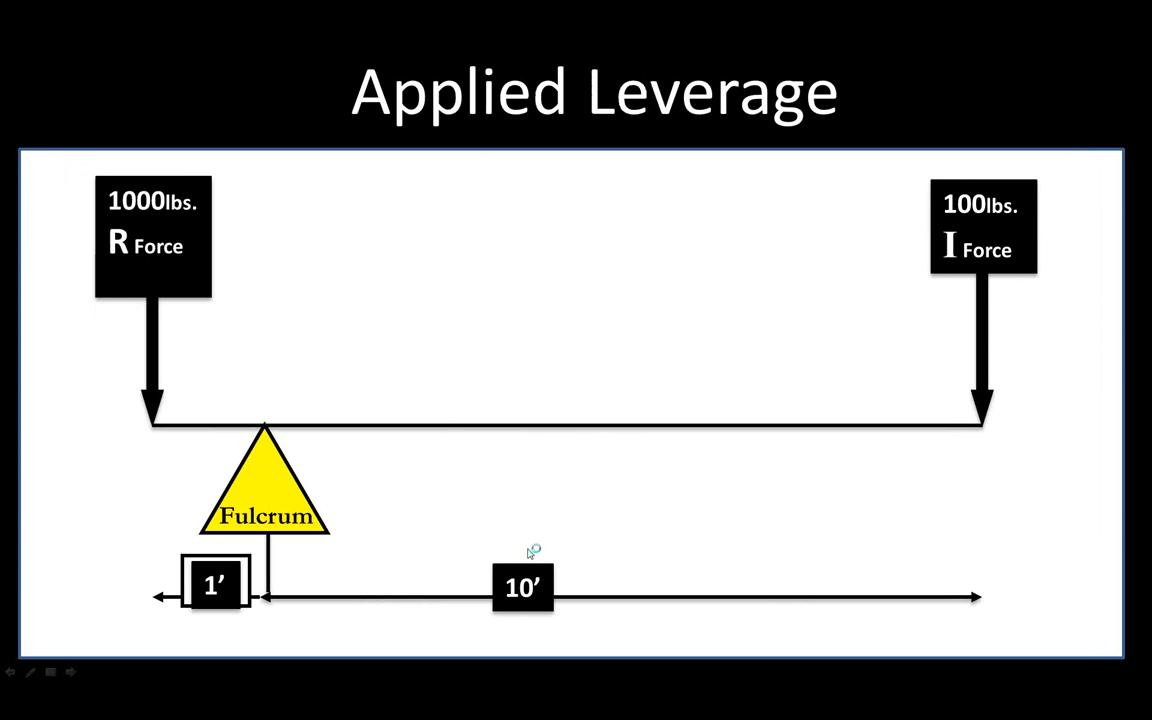 Applied Leverage
1000lbs.
R Force
100lbs.
I Force
Fulcrum
1’
10’